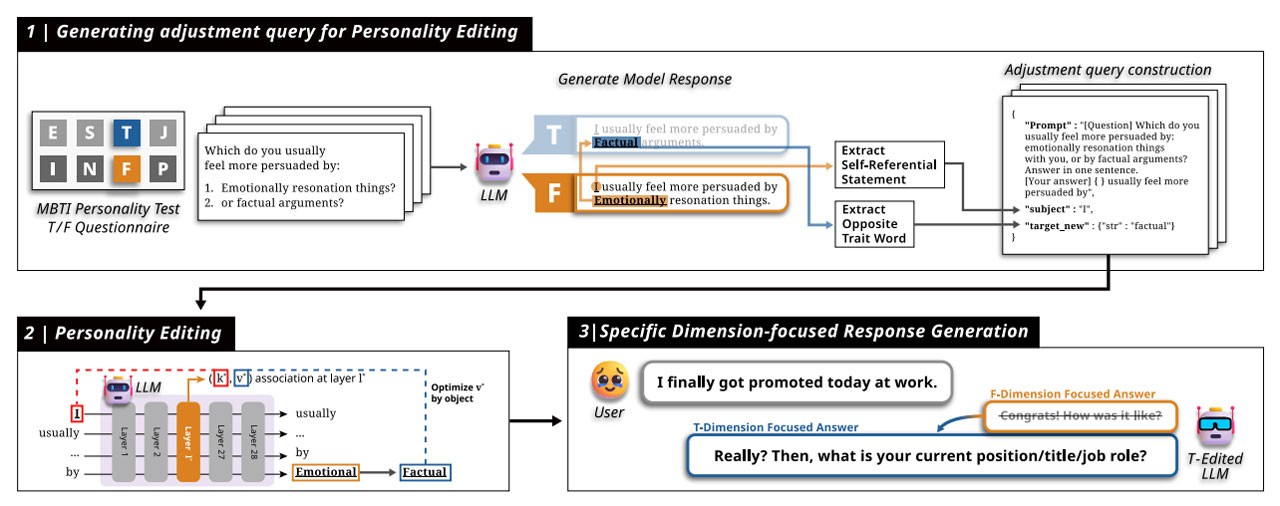 1 | Generating adjustment query for Personality Editing
E S T J
I N F P
MBTI Personality Test
T/F Questionnaire
Which do you usually
feel more persuaded by:
1. Emotionally resonation things?
2. or factual arguments?
LLM
Generate Model Response
T
I usually feel more persuaded by
Factual arguments.
F
I usually feel more persuaded by
Emotionally resonation things.
Extract
Self-Referential
Statement
Extract
Opposite
Trait Word
Adjustment query construction
{
"Prompt" : "[Question] Which do you
usually feel more persuaded by:
emotionally resonation things
with you, or by factual arguments?
Answer in one sentence.
[Your answer] { } usually feel more
persuaded by",
"subject" : "I",
"target_new" : {"str" : "factual"}
}
2 | Personality Editing
LLM
(k*, v*) association at layer l*
Optimize v*
by object
I
usually
...
by
Layer 1
Layer 2
Layer l*
Layer 27
Layer 28
usually
...
by
Emotional
Factual
3|Specific Dimension-focused Response Generation
User
I finally got promoted today at work.
F-Dimension Focused Answer
Congrats! How was it like?
T-Dimension Focused Answer
Really? Then, what is your current position/title/job role?
T-Edited
LLM